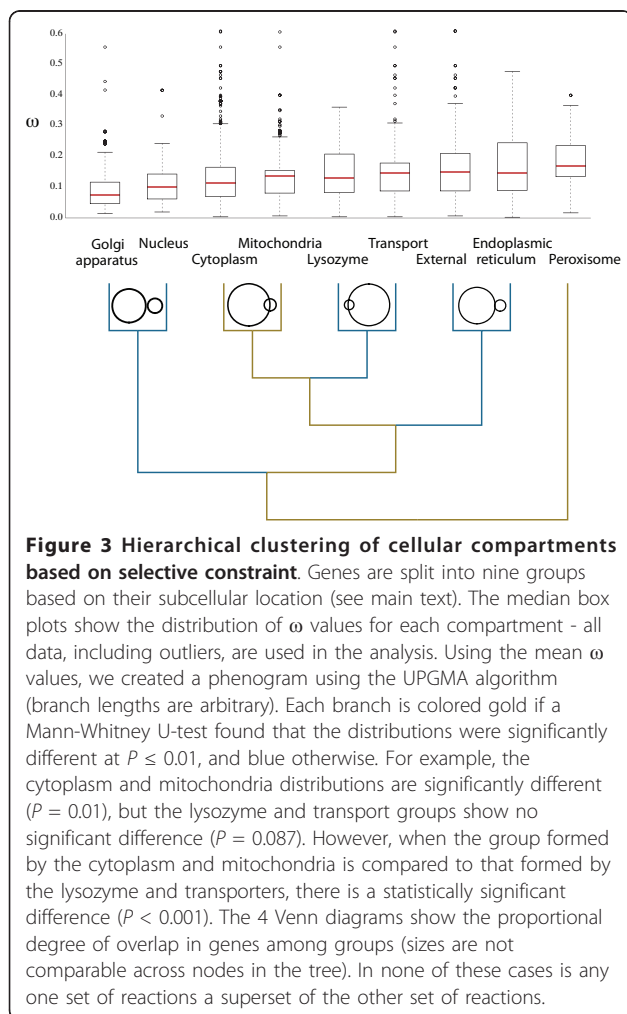 0.6
0.5
0.4
ω
0.3
0.2
0.1
0.0
Golgi apparatus
Nucleus
Cytoplasm
Mitochondria
Lysozyme
Transport
External
Endoplasmic reticulum
Peroxisome
Figure 3 Hierarchical clustering of cellular compartments
based on selective constraint. Genes are split into nine groups
based on their subcellular location (see main text). The median box
plots show the distribution of ω values for each compartment - all
data, including outliers, are used in the analysis. Using the mean ω
values, we created a phenogram using the UPGMA algorithm
(branch lengths are arbitrary). Each branch is colored gold if a
Mann-Whitney U-test found that the distributions were significantly
different at P ≤ 0.01, and blue otherwise. For example, the
cytoplasm and mitochondria distributions are significantly different
(P = 0.01), but the lysozyme and transport groups show no
significant difference (P = 0.087). However, when the group formed
by the cytoplasm and mitochondria is compared to that formed by
the lysozyme and transporters, there is a statistically significant
difference (P < 0.001). The 4 Venn diagrams show the proportional
degree of overlap in genes among groups (sizes are not
comparable across nodes in the tree). In none of these cases is any
one set of reactions a superset of the other set of reactions.